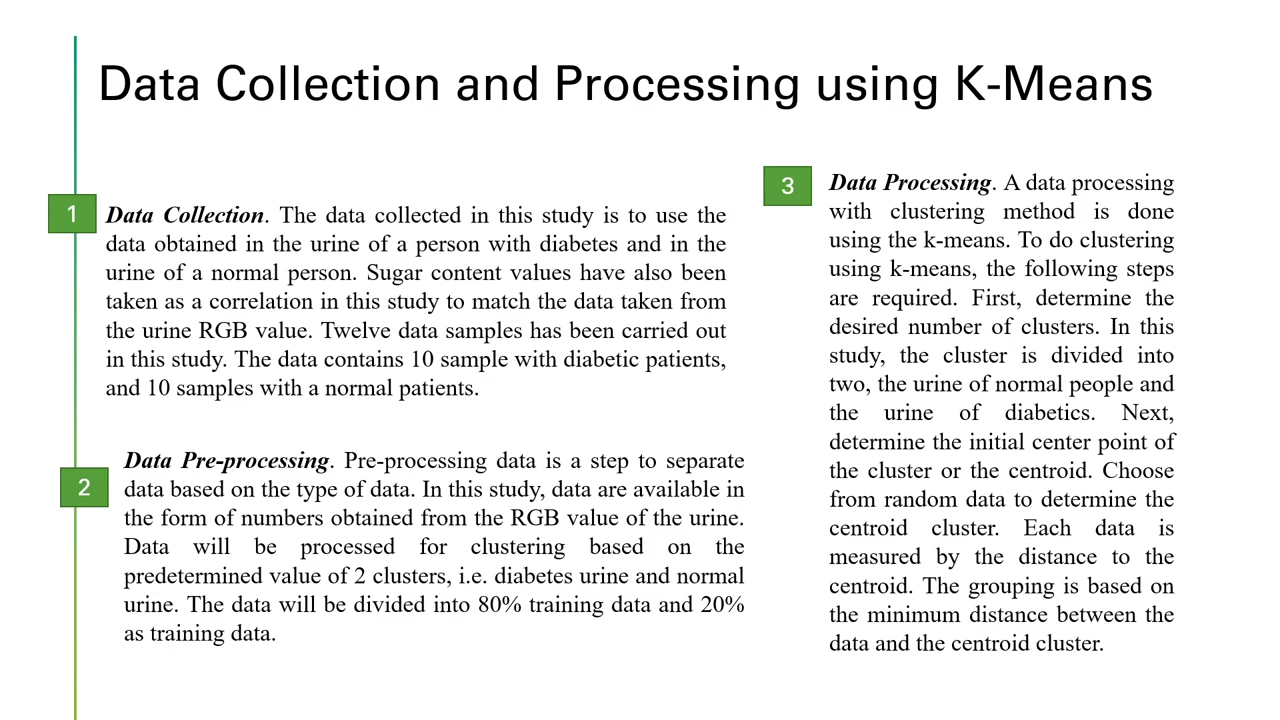 Data Collection and Processing using K-Means
1
Data Collection. The data collected in this study is to use the
data obtained in the urine of a person with diabetes and in the
urine of a normal person. Sugar content values have also been
taken as a correlation in this study to match the data taken from
the urine RGB value. Twelve data samples has been carried out
in this study. The data contains 10 sample with diabetic patients,
and 10 samples with a normal patients.
2
Data Pre-processing. Pre-processing data is a step to separate
data based on the type of data. In this study, data are available in
the form of numbers obtained from the RGB value of the urine.
Data will be processed for clustering based on the
predetermined value of 2 clusters, i.e. diabetes urine and normal
urine. The data will be divided into 80% training data and 20%
as training data.
3
Data Processing. A data processing
with clustering method is done
using the k-means. To do clustering
using k-means, the following steps
are required. First, determine the
desired number of clusters. In this
study, the cluster is divided into
two, the urine of normal people and
the urine of diabetics. Next,
determine the initial center point of
the cluster or the centroid. Choose
from random data to determine the
centroid cluster. Each data is
measured by the distance to the
centroid. The grouping is based on
the minimum distance between the
data and the centroid cluster.